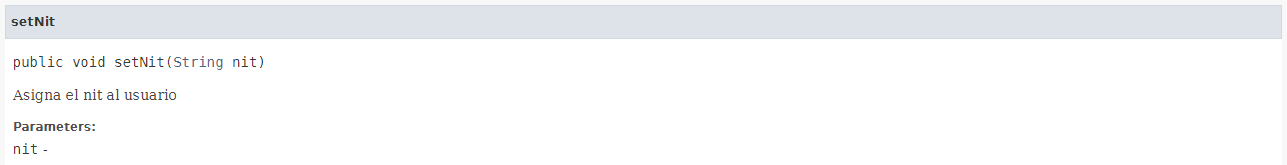 setNit
public void setNit(String nit)
Asigna el nit al usuario
Parameters:
nit -